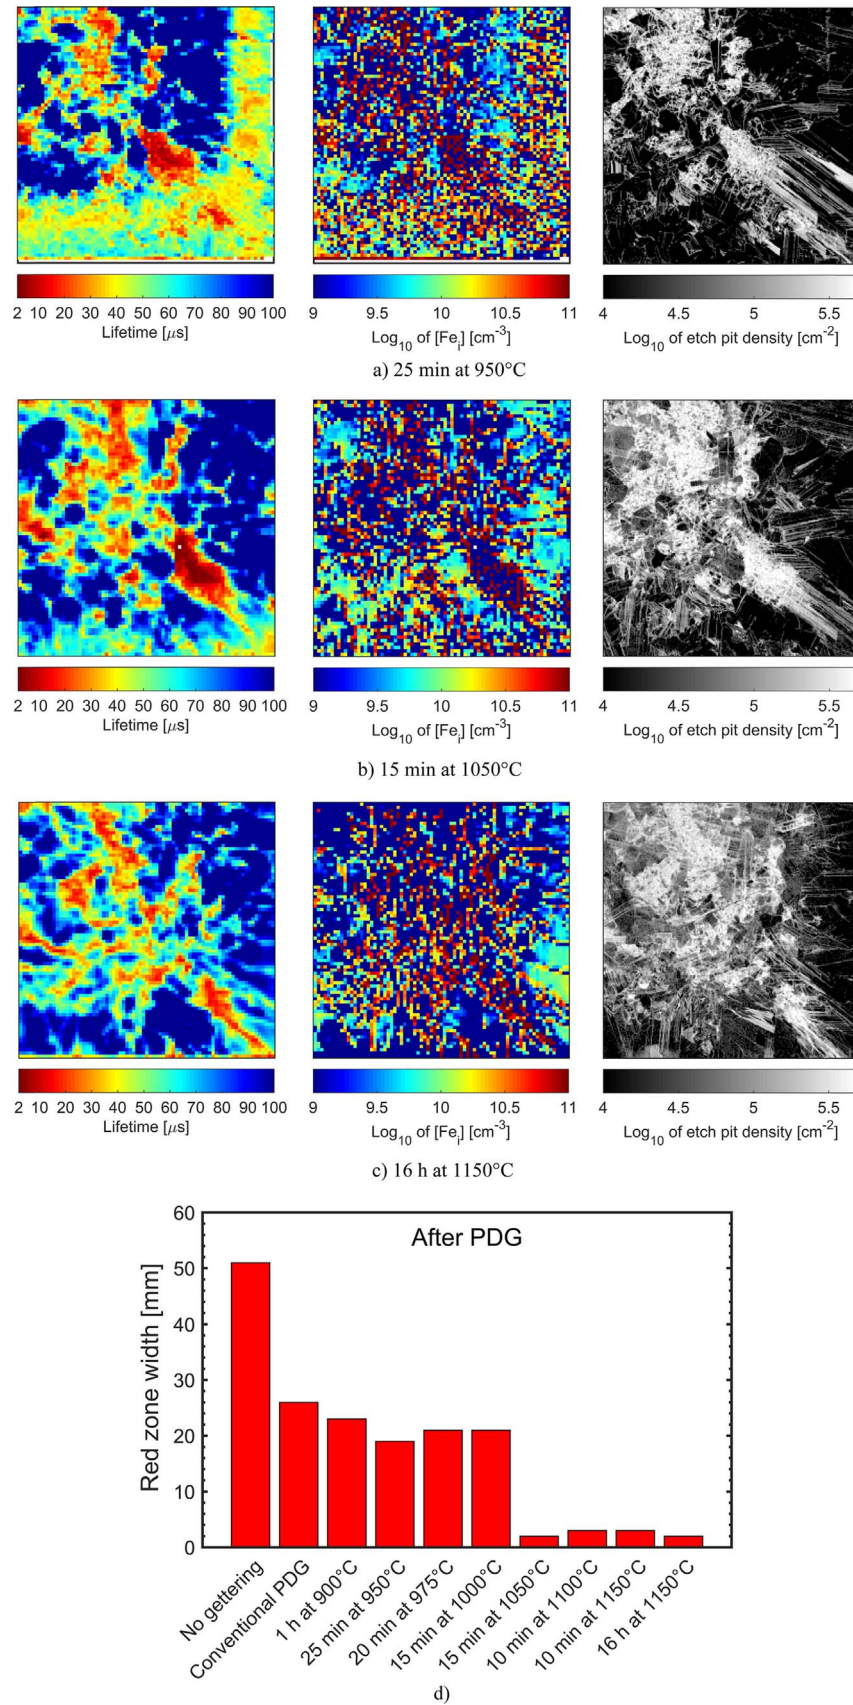 2 10 20 30 40 50 60 70 80 90 100
9 9.5 10 10.5 11
4 4.5 5 5.5
Lifetime [μs]
Log10 of [Fei] [cm-3]
Log10 of etch pit density [cm-2]
a) 25 min at 950°C
2 10 20 30 40 50 60 70 80 90 100
9 9.5 10 10.5 11
4 4.5 5 5.5
Lifetime [μs]
Log10 of [Fei] [cm-3]
Log10 of etch pit density [cm-2]
b) 15 min at 1050°C
2 10 20 30 40 50 60 70 80 90 100
9 9.5 10 10.5 11
4 4.5 5 5.5
Lifetime [μs]
Log10 of [Fei] [cm-3]
Log10 of etch pit density [cm-2]
c) 16 h at 1150°C
After PDG
Red zone width [mm]
60
50
40
30
20
10
0
No gettering
Conventional PDG
1 h at 900°C
25 min at 950°C
20 min at 975°C
15 min at 1000°C
15 min at 1050°C
10 min at 1100°C
10 min at 1150°C
16 h at 1150°C
d)